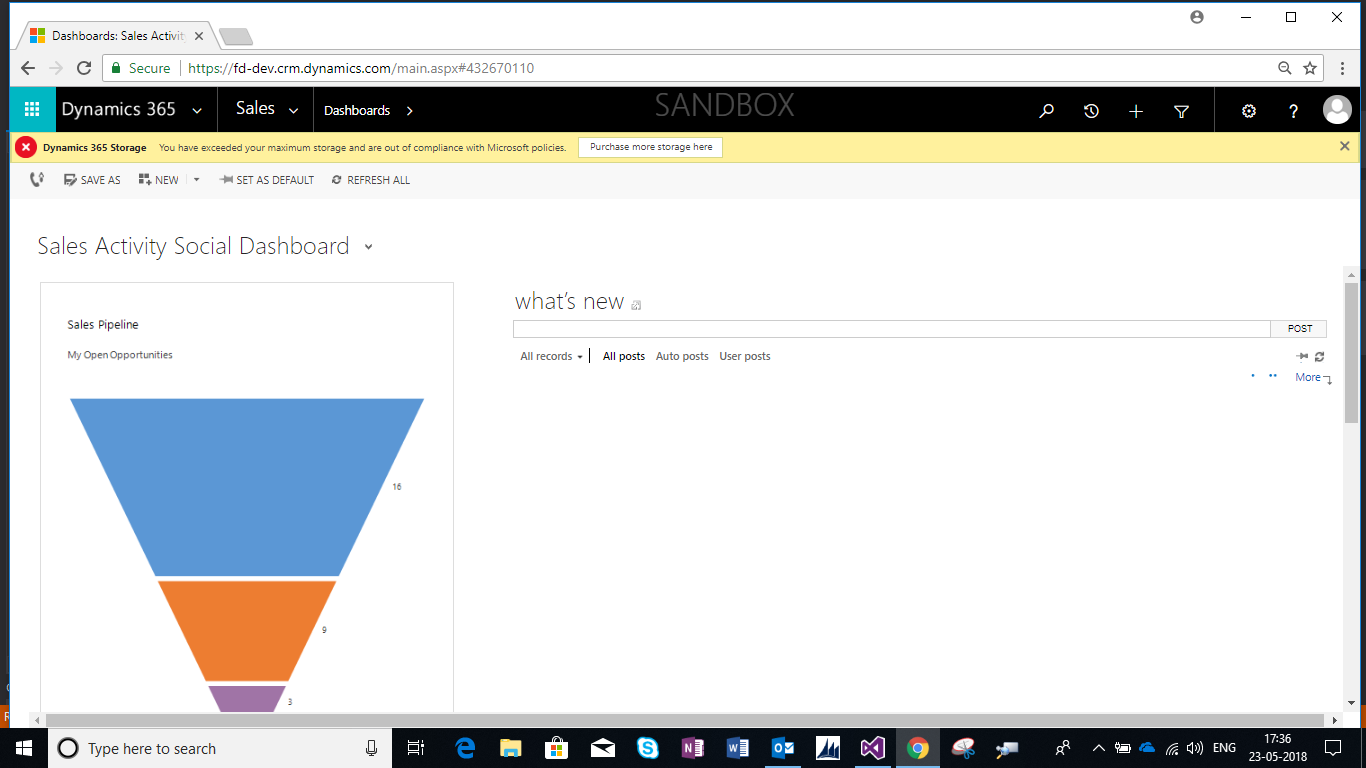 Dashboards: Sales Activit
Secure https://fd-dev.crm.dynamics.com/main.aspx#432670110
Dynamics 365 Sales Dashboards SANDBOX ?
Dynamics 365 Storage You have exceeded your maximum storage and are out of compliance with Microsoft policies. Purchase more storage here
SAVE AS NEW SET AS DEFAULT REFRESH ALL
Sales Activity Social Dashboard
Sales Pipeline
My Open Opportunities
16
9
3
what's new
POST
All records All posts Auto posts User posts
More
Type here to search
ENG
17:36
23-05-2018